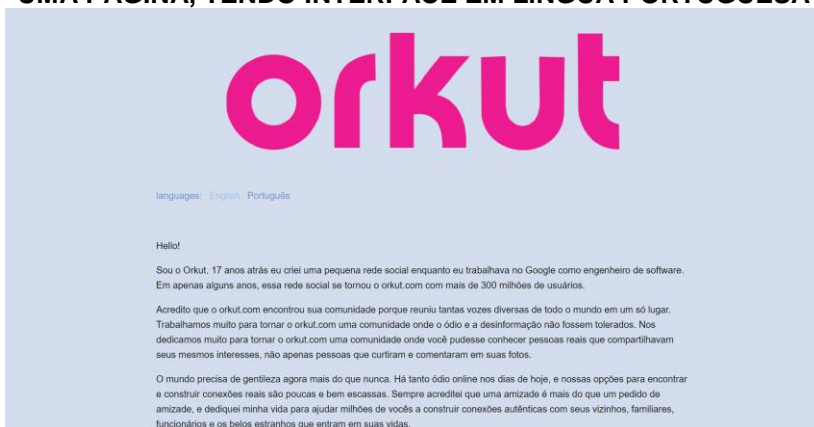 UMA PÁGINA, TENDO INTERFACE EM LÍNGUA PORTUGUESA
orkut
languages: English Português
Hello!
Sou o Orkut. 17 anos atrás eu criei uma pequena rede social enquanto eu trabalhava no Google como engenheiro de software.
Em apenas alguns anos, essa rede social se tornou o orkut.com com mais de 300 milhões de usuários.
Acredito que o orkut.com encontrou sua comunidade porque reuniu tantas vozes diversas de todo o mundo em um só lugar.
Trabalhamos muito para tornar o orkut.com uma comunidade onde o ódio e a desinformação não fossem tolerados. Nos
dedicamos muito para tornar o orkut.com uma comunidade onde você pudesse conhecer pessoas reais que compartilhavam
seus mesmos interesses, não apenas pessoas que curtiram e comentaram em suas fotos.
O mundo precisa de gentileza agora mais do que nunca. Há tanto ódio online nos dias de hoje, e nossas opções para encontrar
e construir conexões reais são poucas e bem escassas. Sempre acreditei que uma amizade é mais do que um pedido de
amizade, e dediquei minha vida para ajudar milhões de vocês a construir conexões autênticas com seus vizinhos, familiares,
funcionários e os belos estranhos que entram em suas vidas.